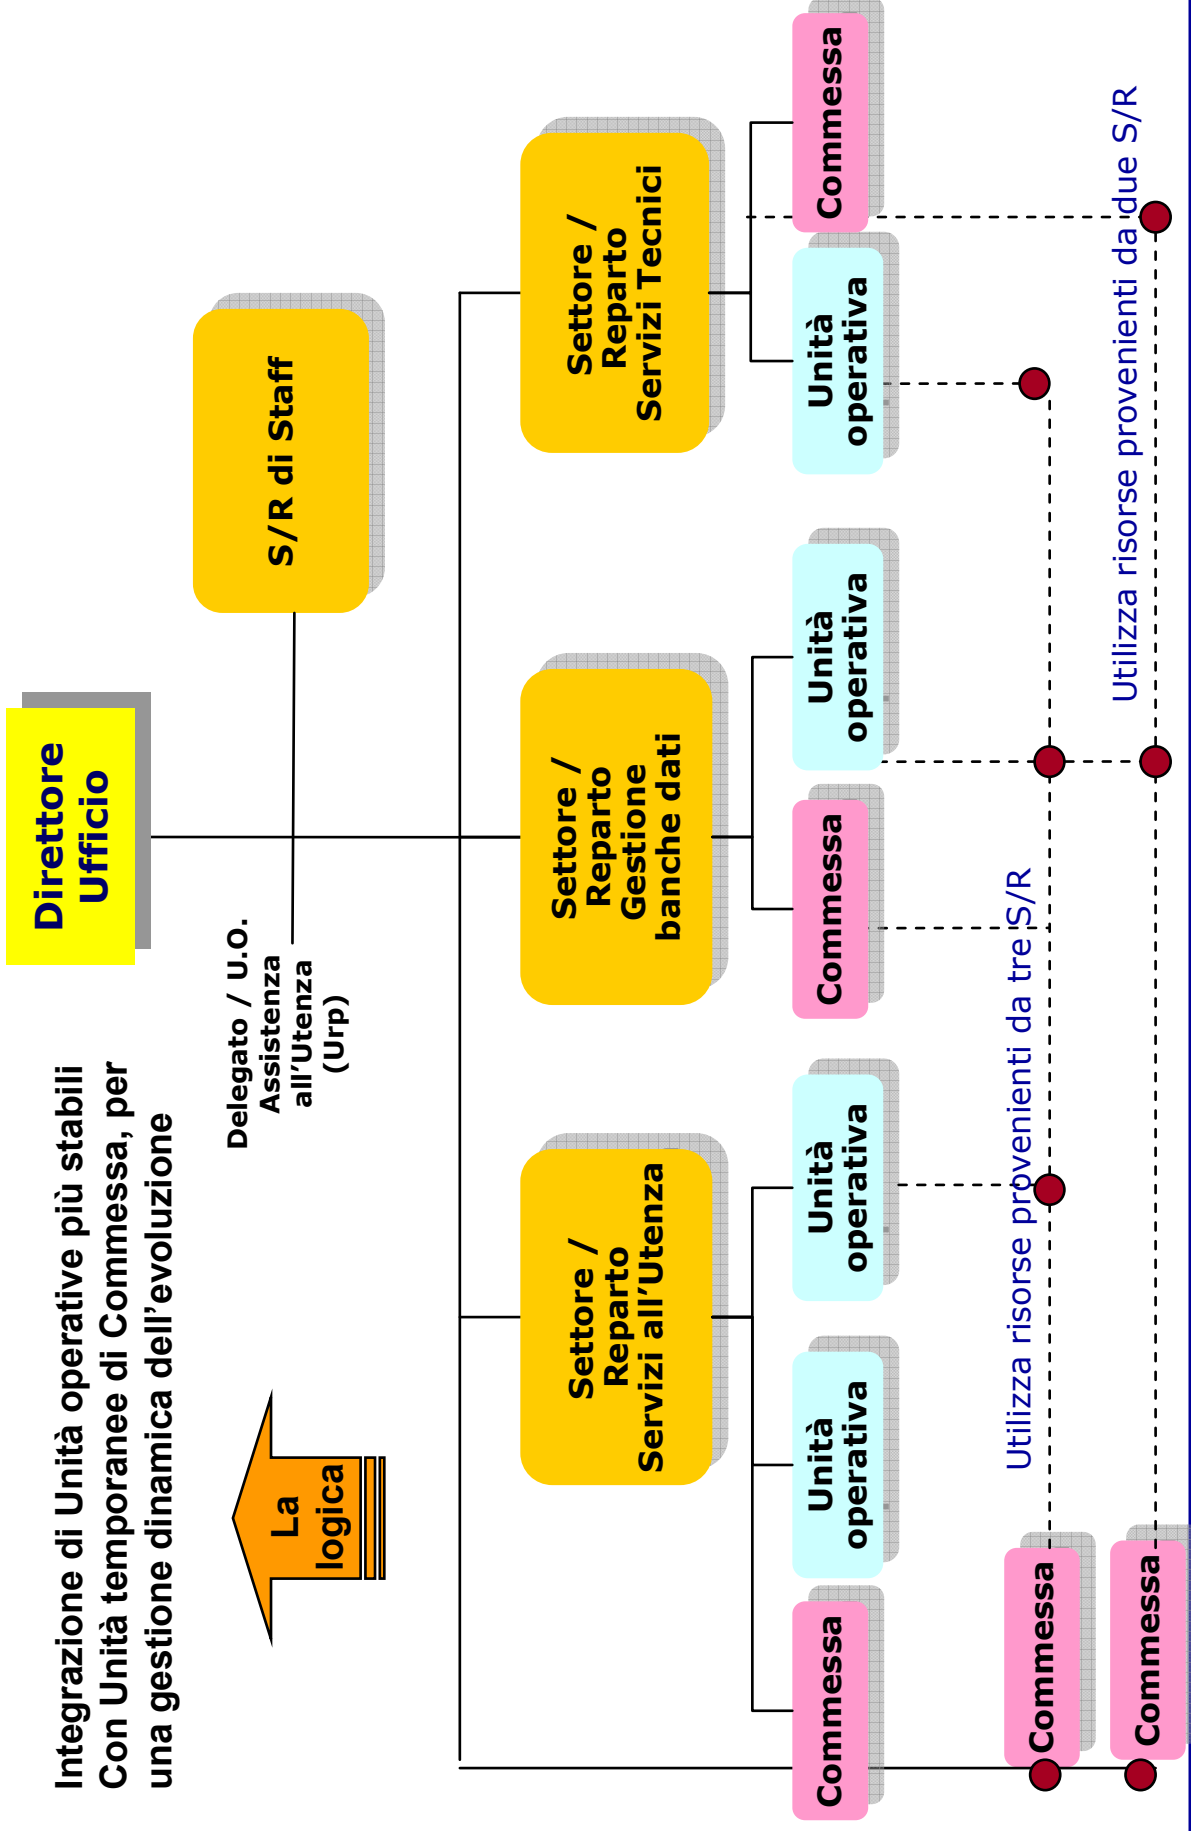 Integrazione di Unità operative più stabili
Con Unità temporanee di Commessa, per
una gestione dinamica dell'evoluzione
La
logica
Direttore
Ufficio
Delegato / U.O.
Assistenza
all'Utenza
(Urp)
S/R di Staff
Settore /
Reparto
Servizi all'Utenza
Settore /
Reparto
Gestione
banche dati
Settore /
Reparto
Servizi Tecnici
Commessa
Unità
operativa
Unità
operativa
Commessa
Unità
operativa
Unità
operativa
Commessa
Commessa
Utilizza risorse provenienti da tre S/R
Commessa
Utilizza risorse provenienti da due S/R